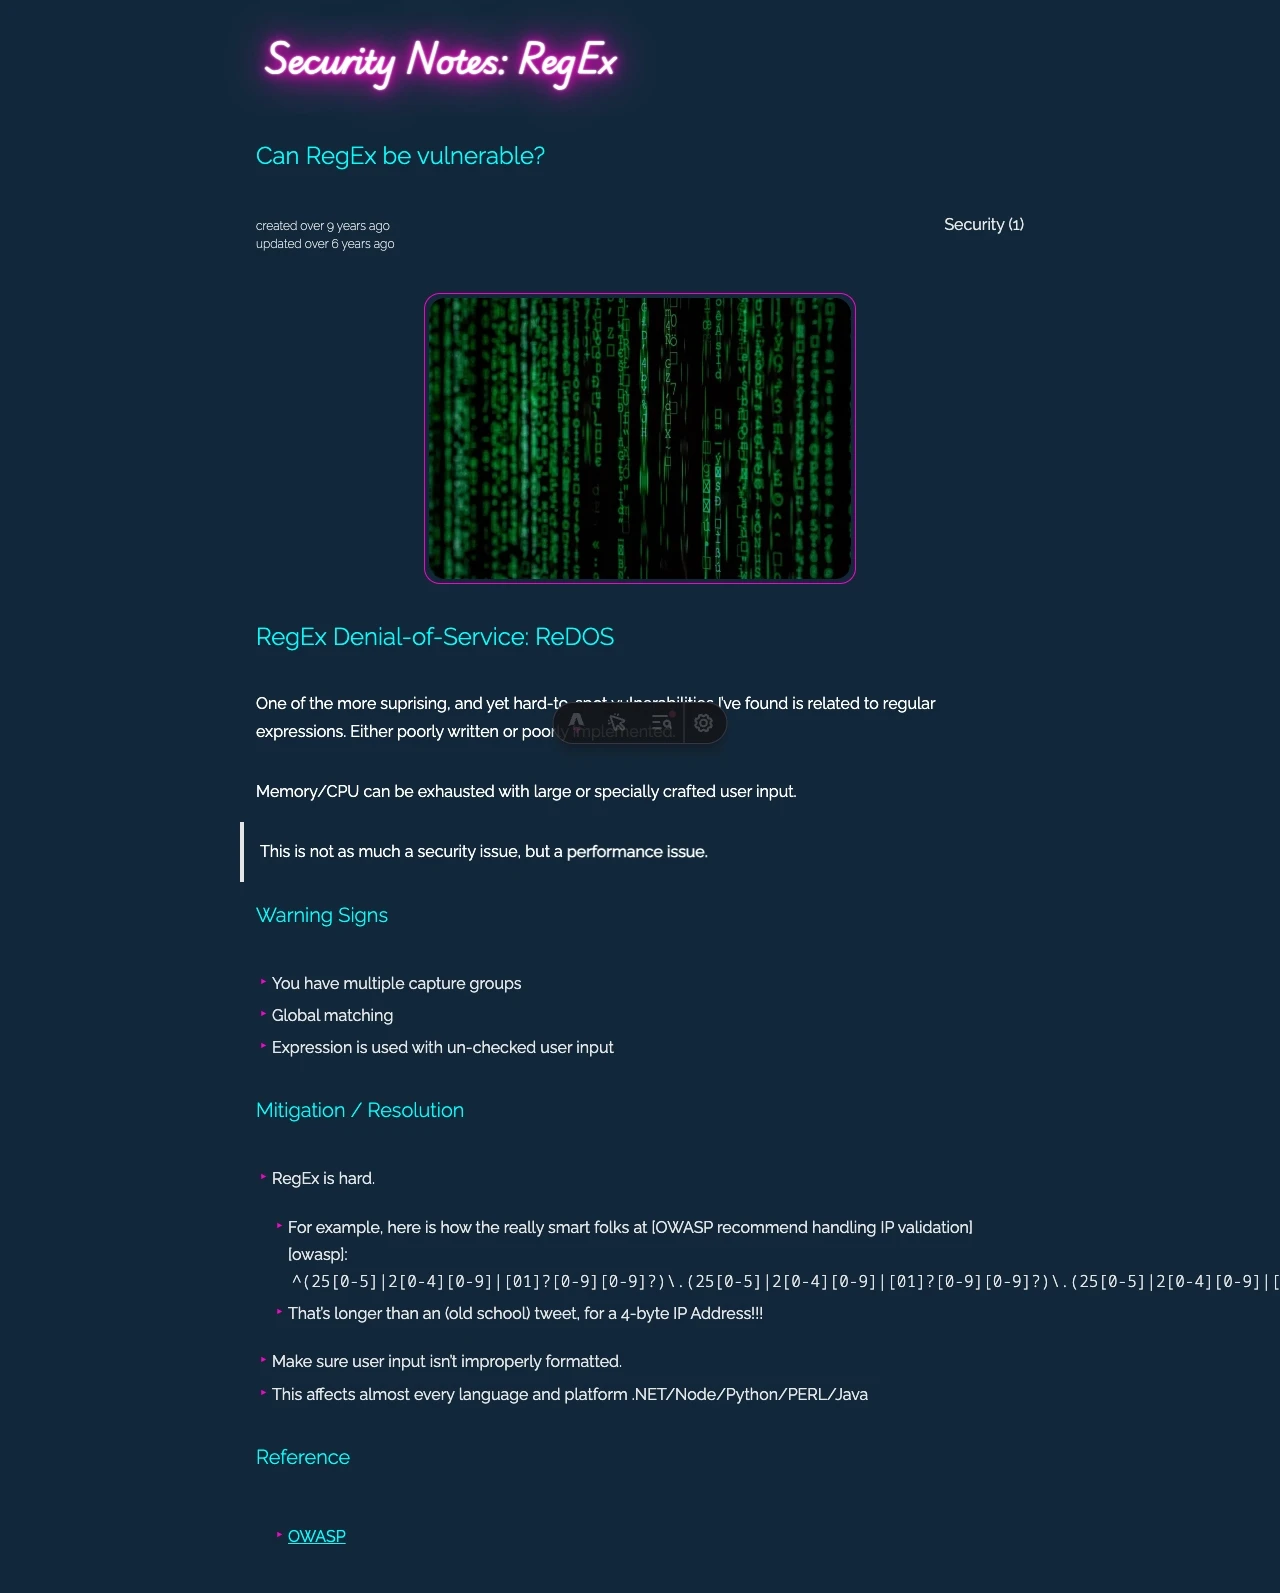 Security Notes: RegEx
Can RegEx be vulnerable?
created over 9 years ago
updated over 6 years ago
Security (1)
RegEx Denial-of-Service: ReDOS
One of the more suprising, and yet hard-to-spot vulnerabilities I've found is related to regular
expressions. Either poorly written or poorly implemented.
Memory/CPU can be exhausted with large or specially crafted user input.
This is not as much a security issue, but a performance issue.
Warning Signs
‣ You have multiple capture groups
‣ Global matching
‣ Expression is used with un-checked user input
Mitigation / Resolution
‣ RegEx is hard.
‣ For example, here is how the really smart folks at [OWASP recommend handling IP validation]
[owasp]:
^(25[0-5]|2[0-4][0-9]|[01]?[0-9][0-9]?)\.(25[0-5]|2[0-4][0-9]|[01]?[0-9][0-9]?)\.(25[0-5]|2[0-4][0-9]|[
‣ That's longer than an (old school) tweet, for a 4-byte IP Address!!!
‣ Make sure user input isn't improperly formatted.
‣ This affects almost every language and platform .NET/Node/Python/PERL/Java
Reference
‣ OWASP